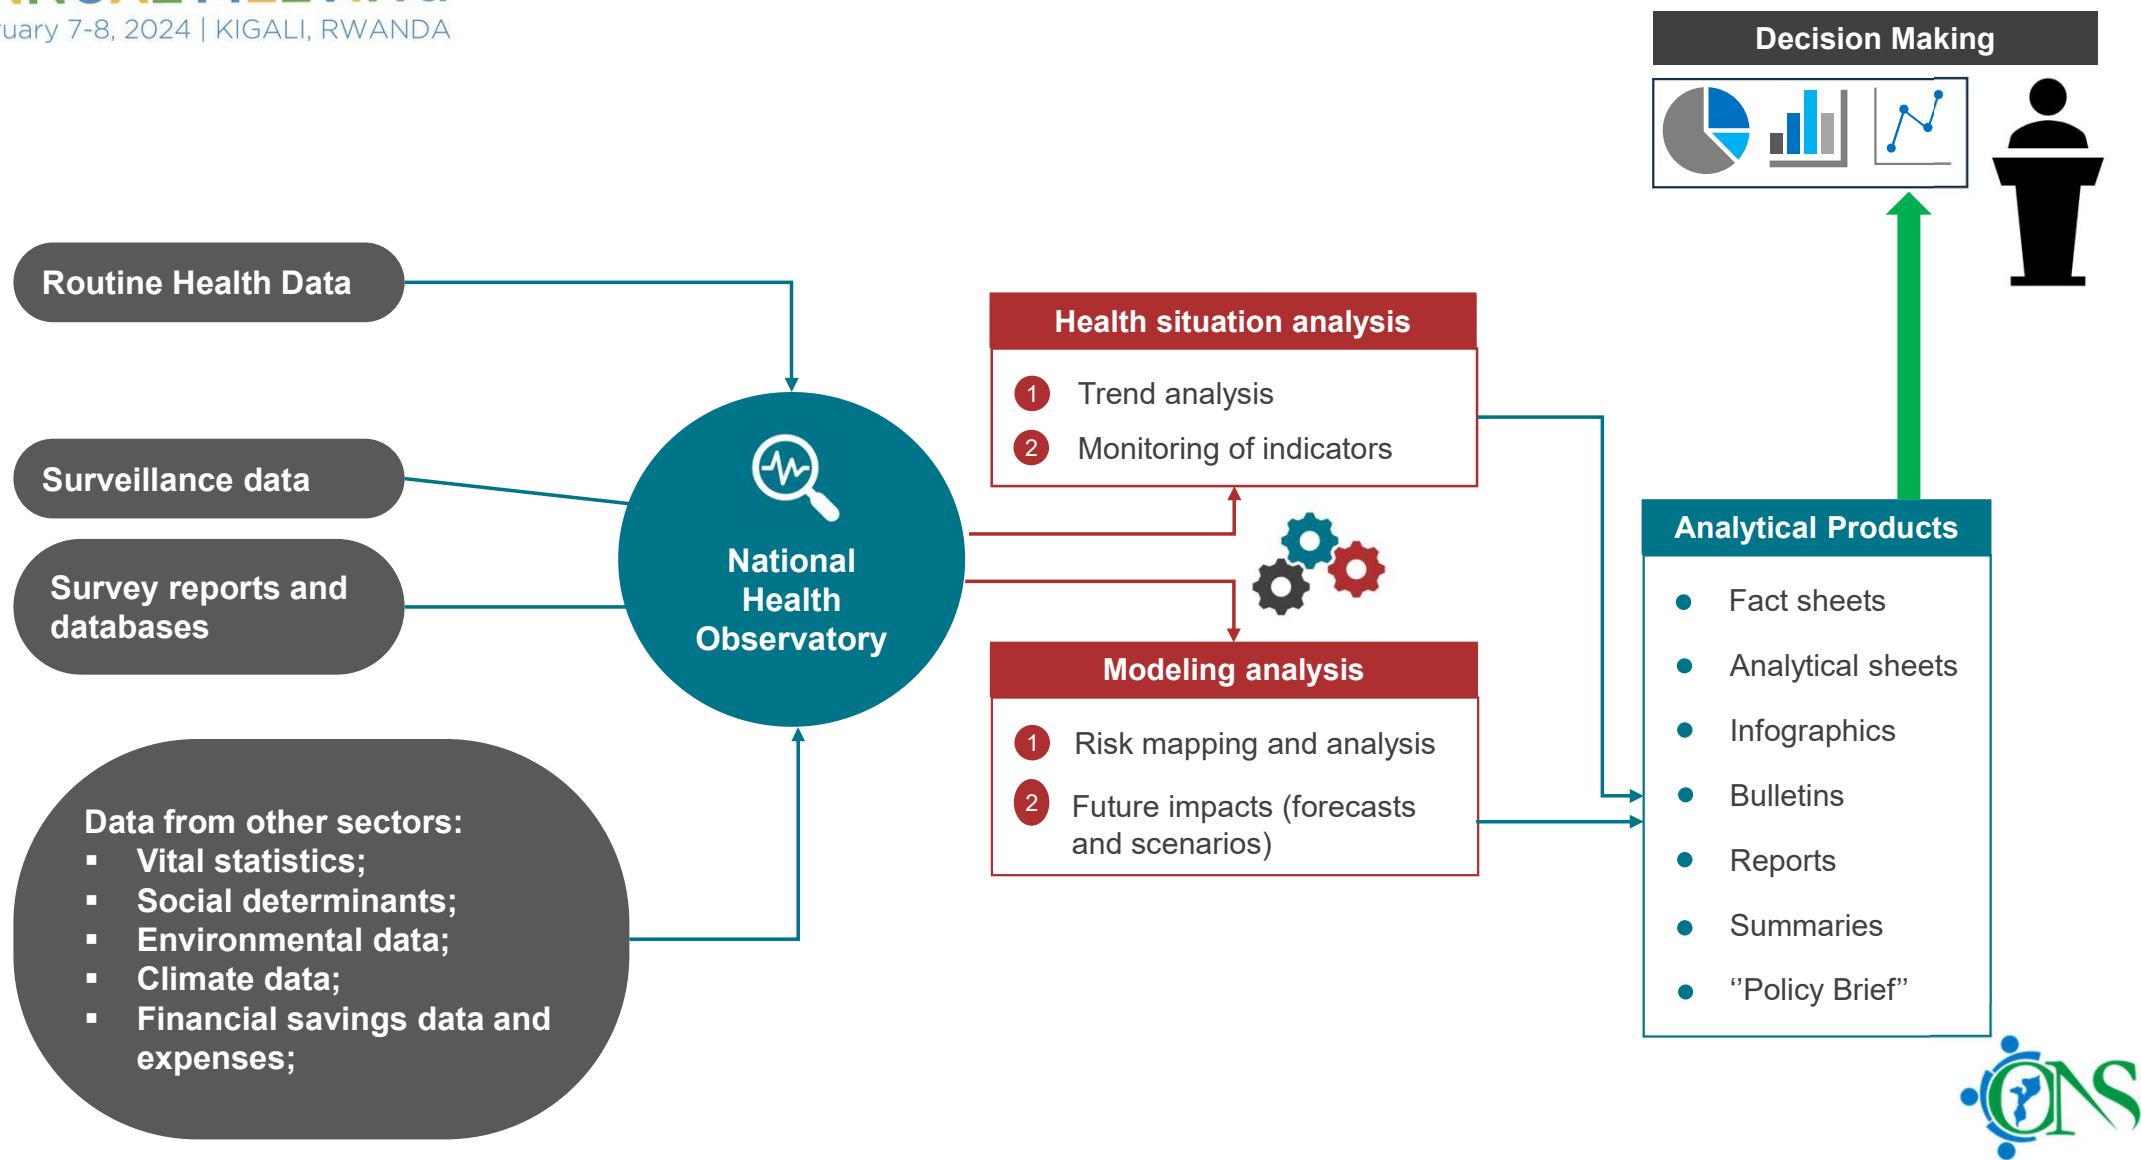 ruary 7-8, 2024 | KIGALI, RWANDA
Decision Making
Routine Health Data
Surveillance data
Survey reports and
databases
Data from other sectors:
▪ Vital statistics;
▪ Social determinants;
▪ Environmental data;
▪ Climate data;
▪ Financial savings data and
expenses;
National
Health
Observatory
Health situation analysis
1 Trend analysis
2 Monitoring of indicators
Modeling analysis
1 Risk mapping and analysis
2 Future impacts (forecasts
and scenarios)
Analytical Products
● Fact sheets
● Analytical sheets
● Infographics
● Bulletins
● Reports
● Summaries
● ‘’Policy Brief’’
ONS